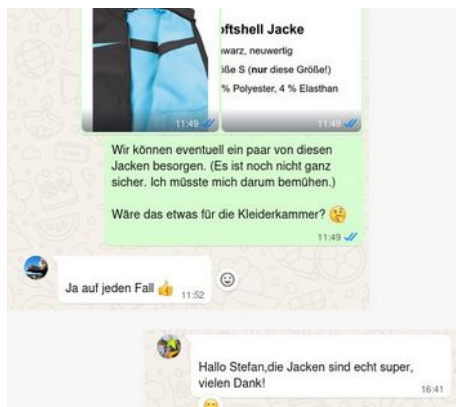 oftshell Jacke
warz, neuwertig
öße S (nur diese Größe!)
% Polyester, 4 % Elasthan
11:49
11:49
Wir können eventuell ein paar von diesen
Jacken besorgen. (Es ist noch nicht ganz
sicher. Ich müsste mich darum bemühen.)
Wäre das etwas für die Kleiderkammer? 🤔
11:49
Ja auf jeden Fall 👍 11:52
Hallo Stefan,die Jacken sind echt super,
vielen Dank!
16:41